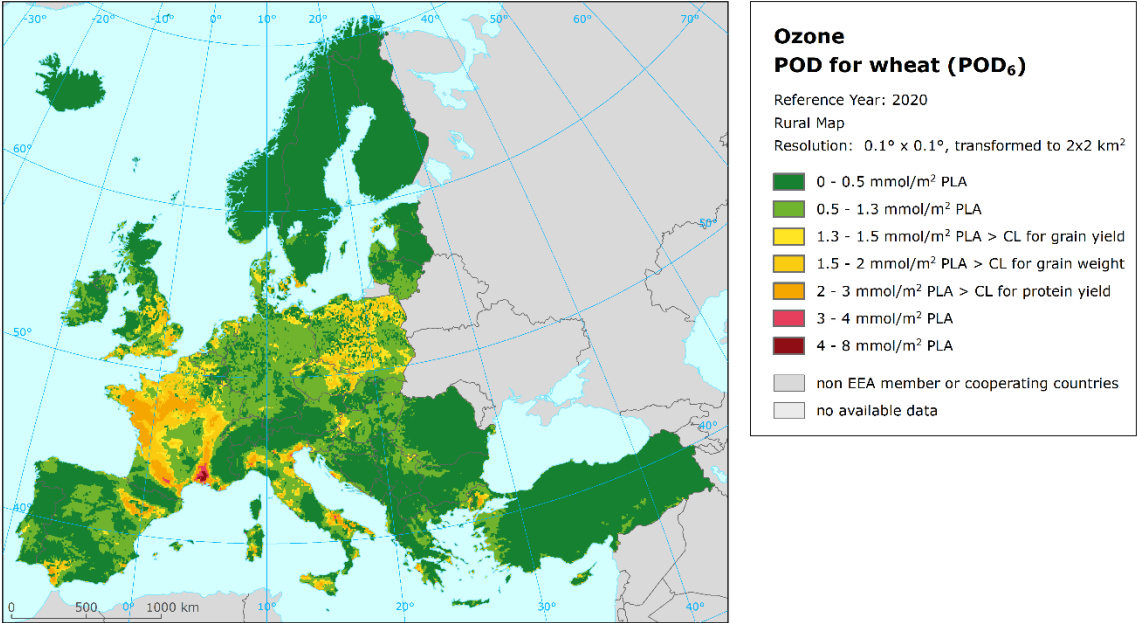 -30° -20° -10° 0° 10° 20° 30° 40° 50° 60° 70°
60°
50°
50°
40°
40°
0 500 1000 km
0° 10° 20° 30° 40°
Ozone
POD for wheat (POD₆)
Reference Year: 2020
Rural Map
Resolution: 0.1° x 0.1°, transformed to 2x2 km²
0 - 0.5 mmol/m² PLA
0.5 - 1.3 mmol/m² PLA
1.3 - 1.5 mmol/m² PLA > CL for grain yield
1.5 - 2 mmol/m² PLA > CL for grain weight
2 - 3 mmol/m² PLA > CL for protein yield
3 - 4 mmol/m² PLA
4 - 8 mmol/m² PLA
non EEA member or cooperating countries
no available data